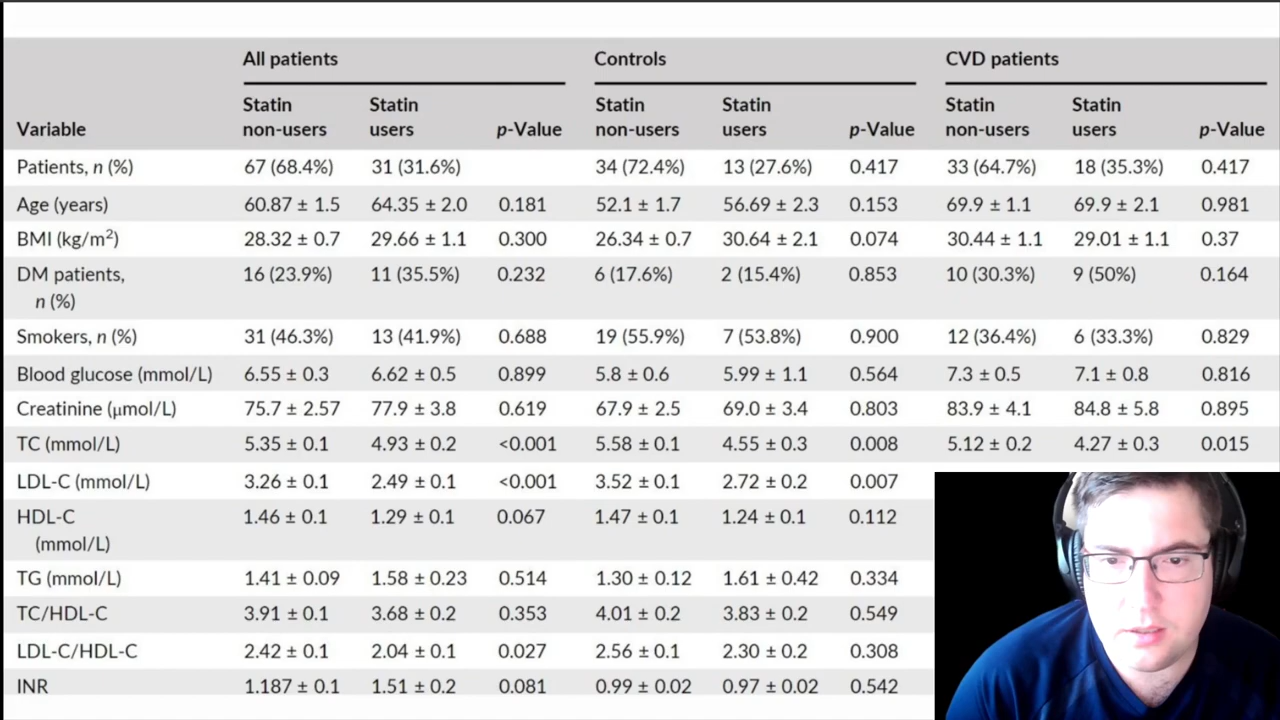 All patients Controls CVD patients
Statin Statin Statin Statin Statin Statin
Variable non-users users p-Value non-users users p-Value non-users users p-Value
Patients, n (%) 67 (68.4%) 31 (31.6%) 34 (72.4%) 13 (27.6%) 0.417 33 (64.7%) 18 (35.3%) 0.417
Age (years) 60.87 ± 1.5 64.35 ± 2.0 0.181 52.1 ± 1.7 56.69 ± 2.3 0.153 69.9 ± 1.1 69.9 ± 2.1 0.981
BMI (kg/m²) 28.32 ± 0.7 29.66 ± 1.1 0.300 26.34 ± 0.7 30.64 ± 2.1 0.074 30.44 ± 1.1 29.01 ± 1.1 0.37
DM patients, 16 (23.9%) 11 (35.5%) 0.232 6 (17.6%) 2 (15.4%) 0.853 10 (30.3%) 9 (50%) 0.164
n (%)
Smokers, n (%) 31 (46.3%) 13 (41.9%) 0.688 19 (55.9%) 7 (53.8%) 0.900 12 (36.4%) 6 (33.3%) 0.829
Blood glucose (mmol/L) 6.55 ± 0.3 6.62 ± 0.5 0.899 5.8 ± 0.6 5.99 ± 1.1 0.564 7.3 ± 0.5 7.1 ± 0.8 0.816
Creatinine (μmol/L) 75.7 ± 2.57 77.9 ± 3.8 0.619 67.9 ± 2.5 69.0 ± 3.4 0.803 83.9 ± 4.1 84.8 ± 5.8 0.895
TC (mmol/L) 5.35 ± 0.1 4.93 ± 0.2 <0.001 5.58 ± 0.1 4.55 ± 0.3 0.008 5.12 ± 0.2 4.27 ± 0.3 0.015
LDL-C (mmol/L) 3.26 ± 0.1 2.49 ± 0.1 <0.001 3.52 ± 0.1 2.72 ± 0.2 0.007
HDL-C 1.46 ± 0.1 1.29 ± 0.1 0.067 1.47 ± 0.1 1.24 ± 0.1 0.112
(mmol/L)
TG (mmol/L) 1.41 ± 0.09 1.58 ± 0.23 0.514 1.30 ± 0.12 1.61 ± 0.42 0.334
TC/HDL-C 3.91 ± 0.1 3.68 ± 0.2 0.353 4.01 ± 0.2 3.83 ± 0.2 0.549
LDL-C/HDL-C 2.42 ± 0.1 2.04 ± 0.1 0.027 2.56 ± 0.1 2.30 ± 0.2 0.308
INR 1.187 ± 0.1 1.51 ± 0.2 0.081 0.99 ± 0.02 0.97 ± 0.02 0.542